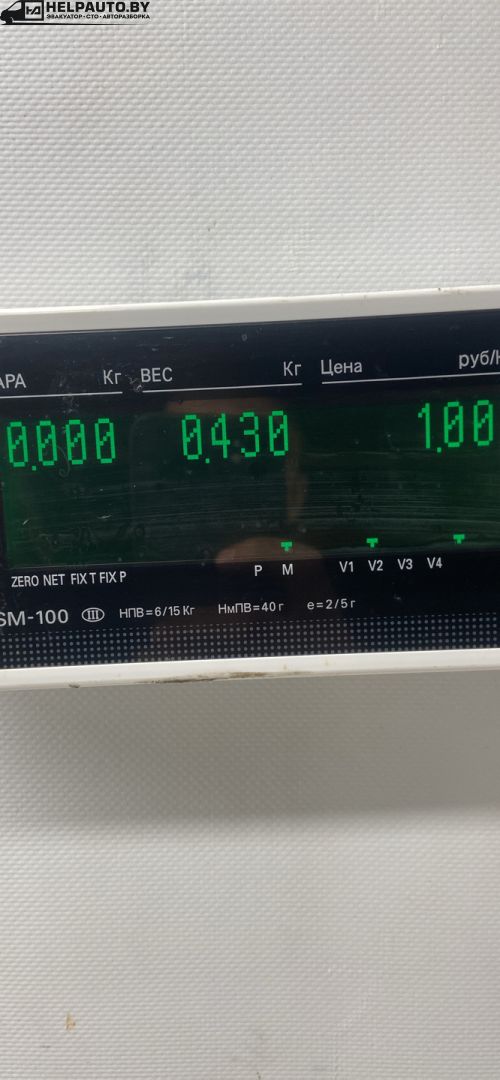 HELPAUTO.BY
ЭВАКУАТОР · СТО · АВТОРАЗБОРКА
АРА Кг ВЕС Кг Цена руб/к
0.000 0.430 1.00
ZERO NET FIX T FIX P P M V1 V2 V3 V4
SM-100 III НПВ=6/15 Кг НмПВ=40 г e=2/5 г